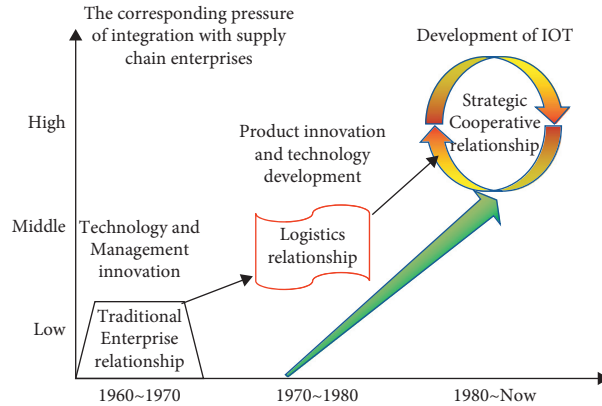 The corresponding pressure
of integration with supply
chain enterprises
Development of IOT
High
Strategic
Cooperative
relationship
Product innovation
and technology
development
Middle
Technology and
Management
innovation
Logistics
relationship
Low
Traditional
Enterprise
relationship
1960~1970
1970~1980
1980~Now